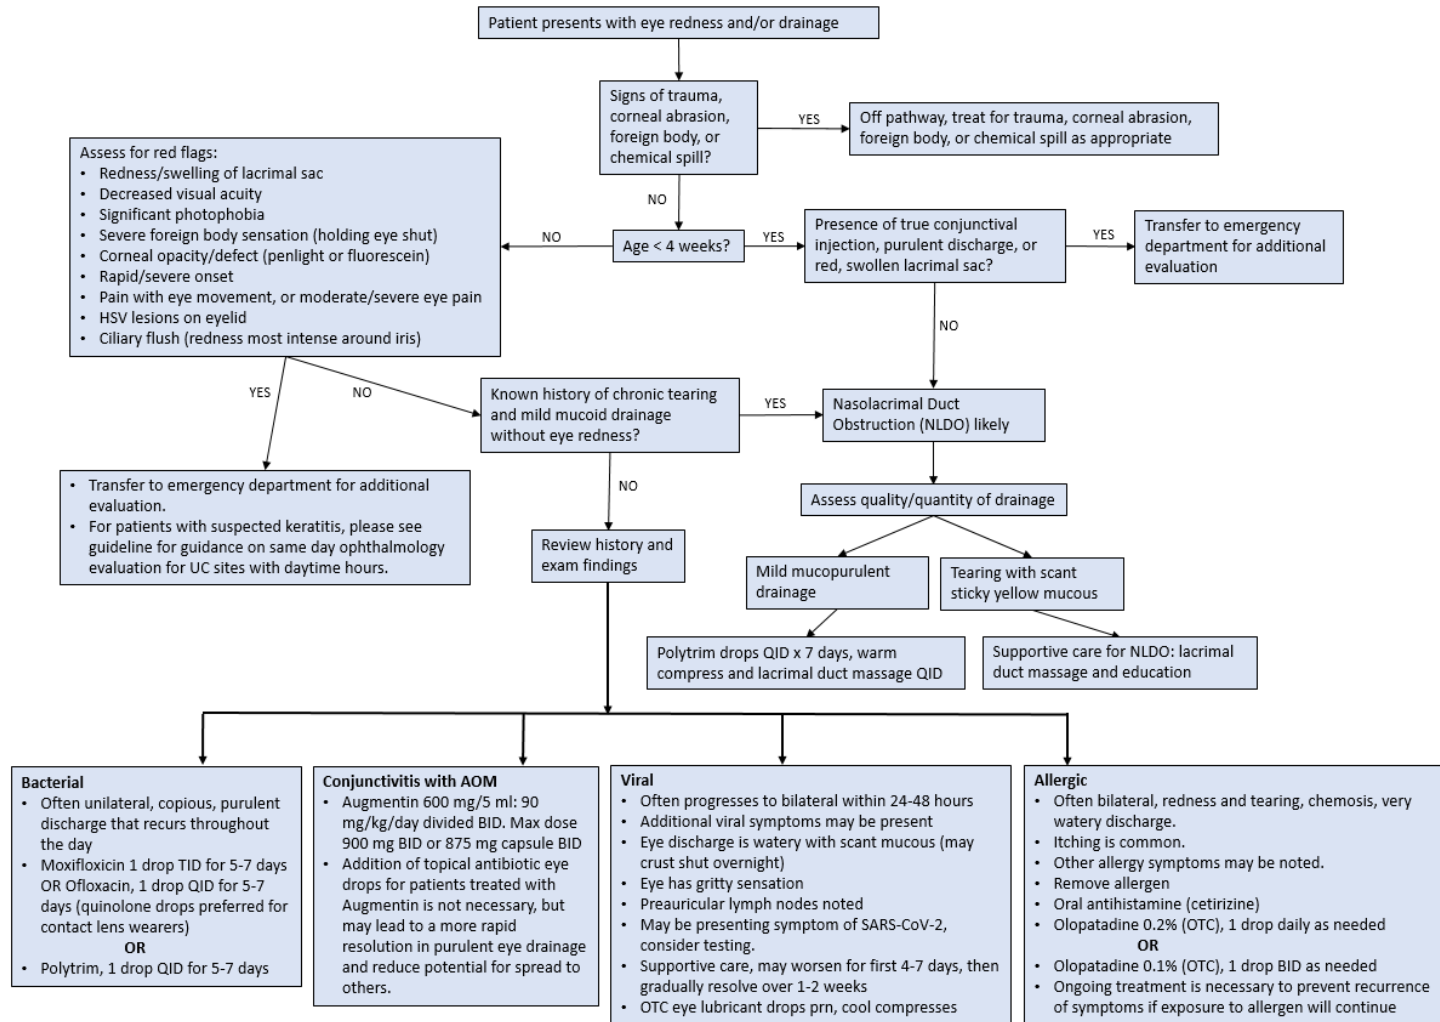 Patient presents with eye redness and/or drainage
Signs of trauma,
corneal abrasion,
foreign body, or
chemical spill?
YES
Off pathway, treat for trauma, corneal abrasion,
foreign body, or chemical spill as appropriate
NO
Age < 4 weeks?
NO
YES
Assess for red flags:
• Redness/swelling of lacrimal sac
• Decreased visual acuity
• Significant photophobia
• Severe foreign body sensation (holding eye shut)
• Corneal opacity/defect (penlight or fluorescein)
• Rapid/severe onset
• Pain with eye movement, or moderate/severe eye pain
• HSV lesions on eyelid
• Ciliary flush (redness most intense around iris)
Presence of true conjunctival
injection, purulent discharge, or
red, swollen lacrimal sac?
YES
Transfer to emergency
department for additional
evaluation
NO
YES
NO
Known history of chronic tearing
and mild mucoid drainage
without eye redness?
YES
Nasolacrimal Duct
Obstruction (NLDO) likely
• Transfer to emergency department for additional
evaluation.
• For patients with suspected keratitis, please see
guideline for guidance on same day ophthalmology
evaluation for UC sites with daytime hours.
NO
Assess quality/quantity of drainage
Review history and
exam findings
Mild mucopurulent
drainage
Tearing with scant
sticky yellow mucous
Polytrim drops QID x 7 days, warm
compress and lacrimal duct massage QID
Supportive care for NLDO: lacrimal
duct massage and education
Bacterial
• Often unilateral, copious, purulent
discharge that recurs throughout
the day
• Moxifloxicin 1 drop TID for 5-7 days
OR Ofloxacin, 1 drop QID for 5-7
days (quinolone drops preferred for
contact lens wearers)
OR
• Polytrim, 1 drop QID for 5-7 days
Conjunctivitis with AOM
• Augmentin 600 mg/5 ml: 90
mg/kg/day divided BID. Max dose
900 mg BID or 875 mg capsule BID
• Addition of topical antibiotic eye
drops for patients treated with
Augmentin is not necessary, but
may lead to a more rapid
resolution in purulent eye drainage
and reduce potential for spread to
others.
Viral
• Often progresses to bilateral within 24-48 hours
• Additional viral symptoms may be present
• Eye discharge is watery with scant mucous (may
crust shut overnight)
• Eye has gritty sensation
• Preauricular lymph nodes noted
• May be presenting symptom of SARS-CoV-2,
consider testing.
• Supportive care, may worsen for first 4-7 days, then
gradually resolve over 1-2 weeks
• OTC eye lubricant drops prn, cool compresses
Allergic
• Often bilateral, redness and tearing, chemosis, very
watery discharge.
• Itching is common.
• Other allergy symptoms may be noted.
• Remove allergen
• Oral antihistamine (cetirizine)
• Olopatadine 0.2% (OTC), 1 drop daily as needed
OR
• Olopatadine 0.1% (OTC), 1 drop BID as needed
• Ongoing treatment is necessary to prevent recurrence
of symptoms if exposure to allergen will continue